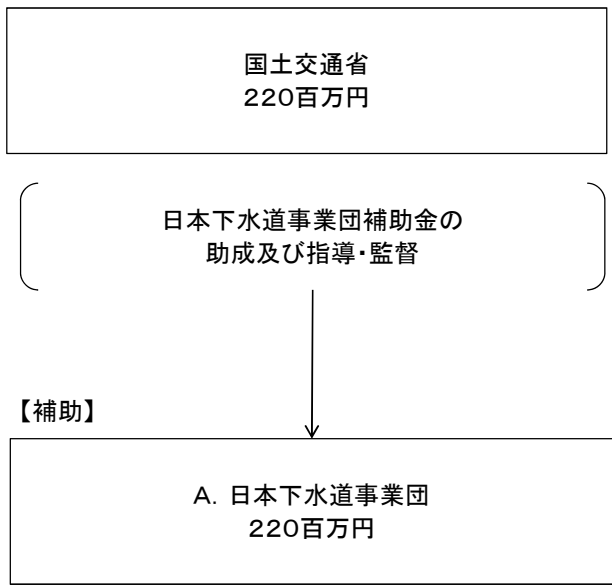 国土交通省
220百万円
日本下水道事業団補助金の
助成及び指導・監督
【補助】
A. 日本下水道事業団
220百万円